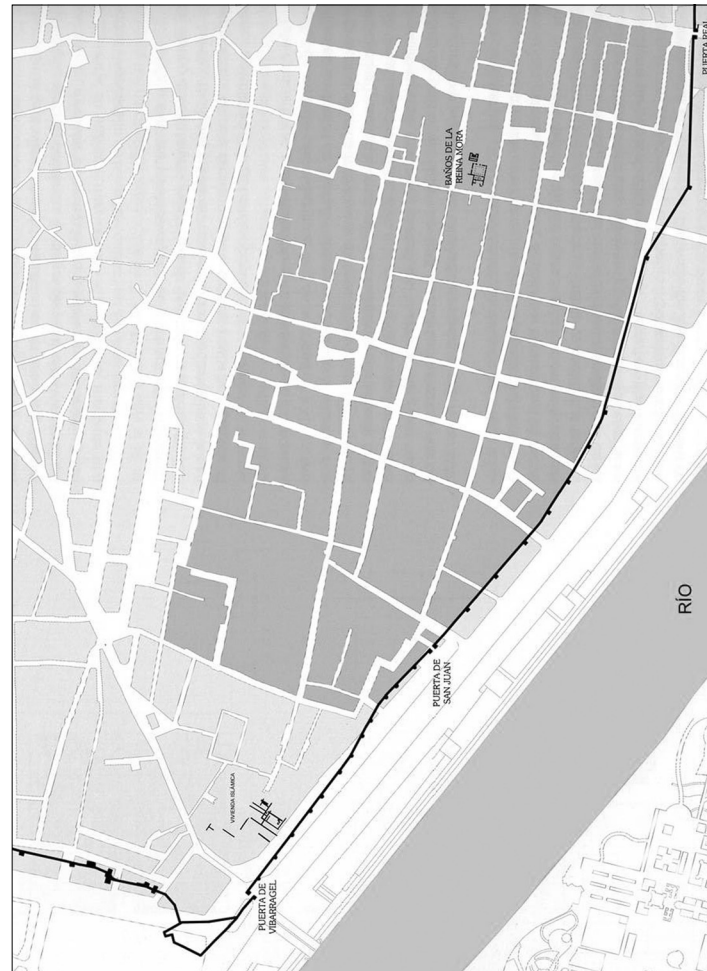 PUERTA REAL
BAÑOS DE LA
REINA MORA
RÍO
PUERTA DE
SAN JUAN
VIVIENDA ISLÁMICA
PUERTA DE
VIBARRAGEL